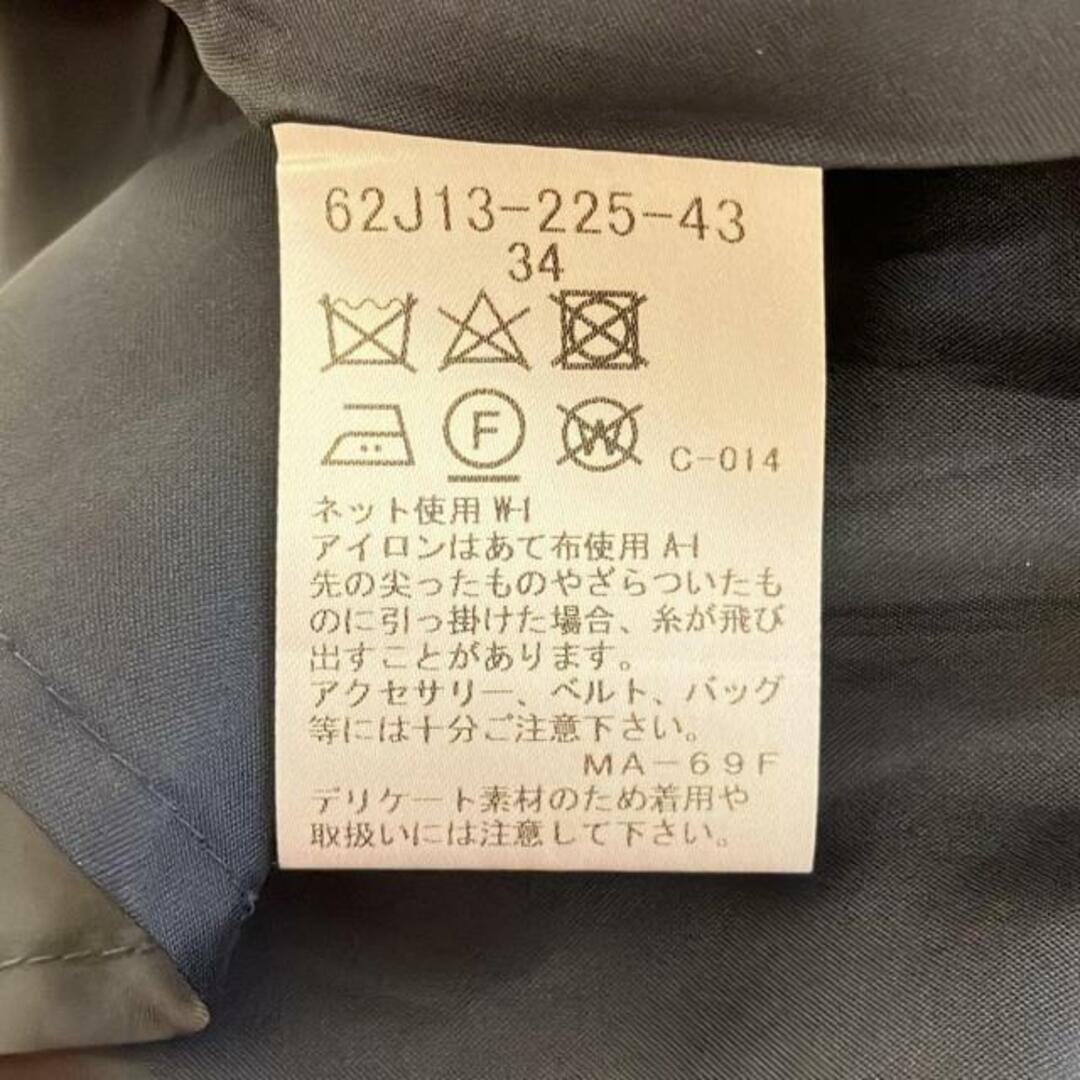 62J13-225-43
34
F
W
C-014
ネット使用 W-1
アイロンはあて布使用 A-1
先の尖ったものやざらついたも
のに引っ掛けた場合、糸が飛び
出すことがあります。
アクセサリー、ベルト、バッグ
等には十分ご注意下さい。
MA-69F
デリケート素材のため着用や
取扱いには注意して下さい。